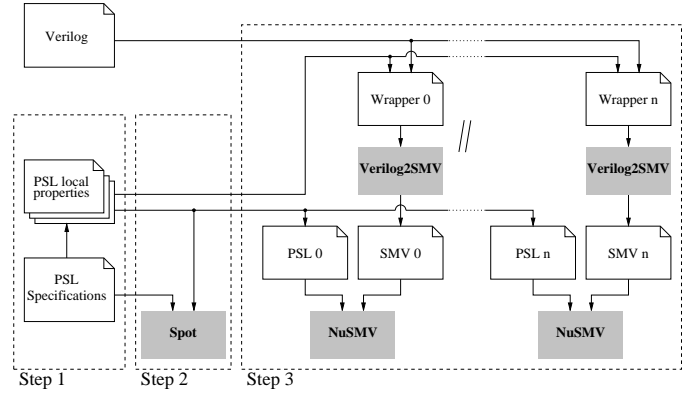 Verilog
Wrapper 0
Wrapper n
//
Verilog2SMV
Verilog2SMV
PSL local
properties
PSL 0
SMV 0
PSL n
SMV n
PSL
Specifications
Spot
NuSMV
NuSMV
Step 1
Step 2
Step 3